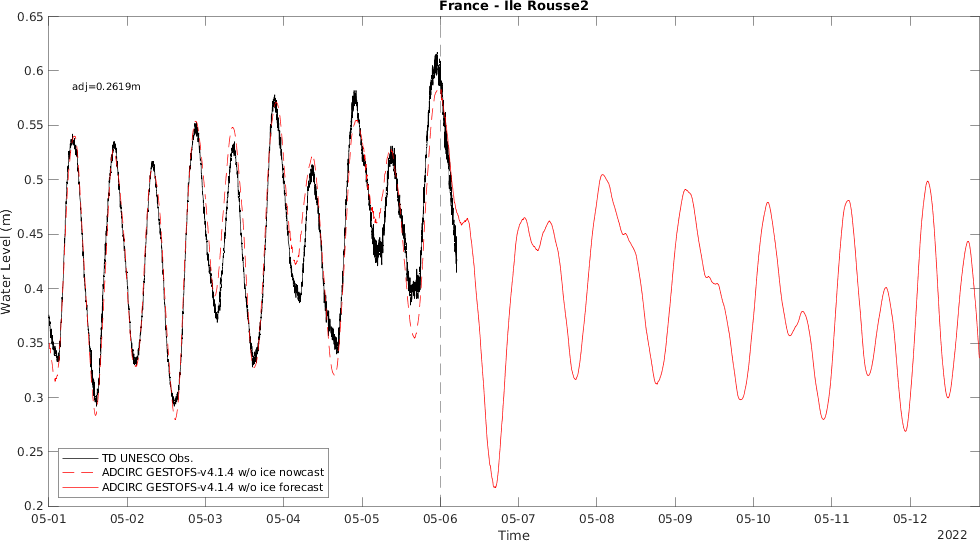 France - Ile Rousse2
0.65
0.6
0.55
0.5
0.45
0.4
0.35
0.3
0.25
0.2
Water Level (m)
adj=0.2619m
TD UNESCO Obs.
ADCIRC GESTOFS-v4.1.4 w/o ice nowcast
ADCIRC GESTOFS-v4.1.4 w/o ice forecast
05-01 05-02 05-03 05-04 05-05 05-06 05-07 05-08 05-09 05-10 05-11 05-12
Time
2022